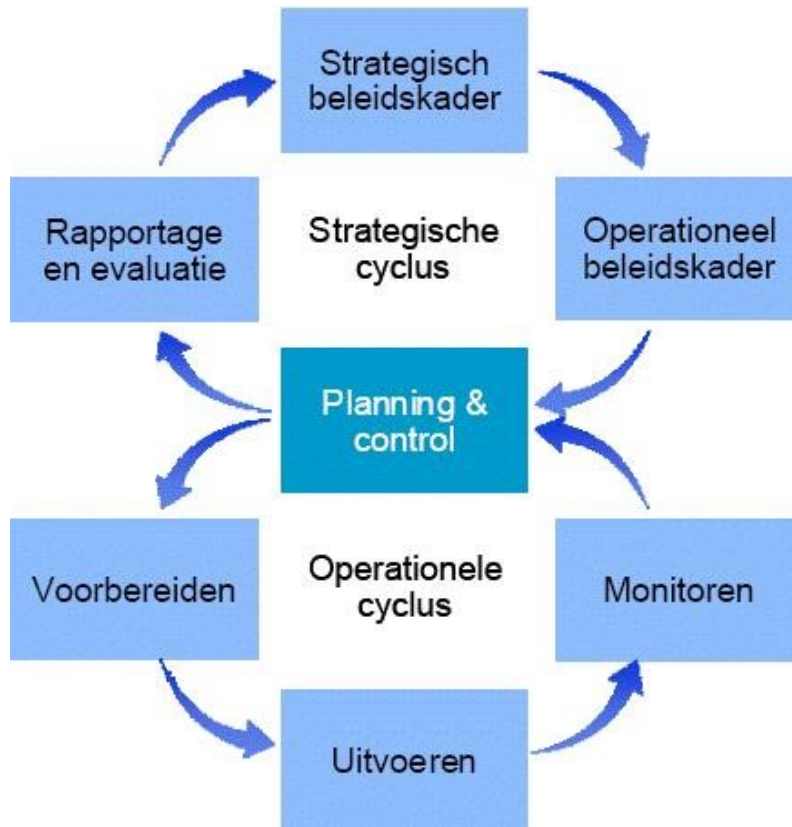 Strategisch
beleidskader
Rapportage
en evaluatie
Strategische
cyclus
Operationeel
beleidskader
Planning &
control
Voorbereiden
Operationele
cyclus
Monitoren
Uitvoeren